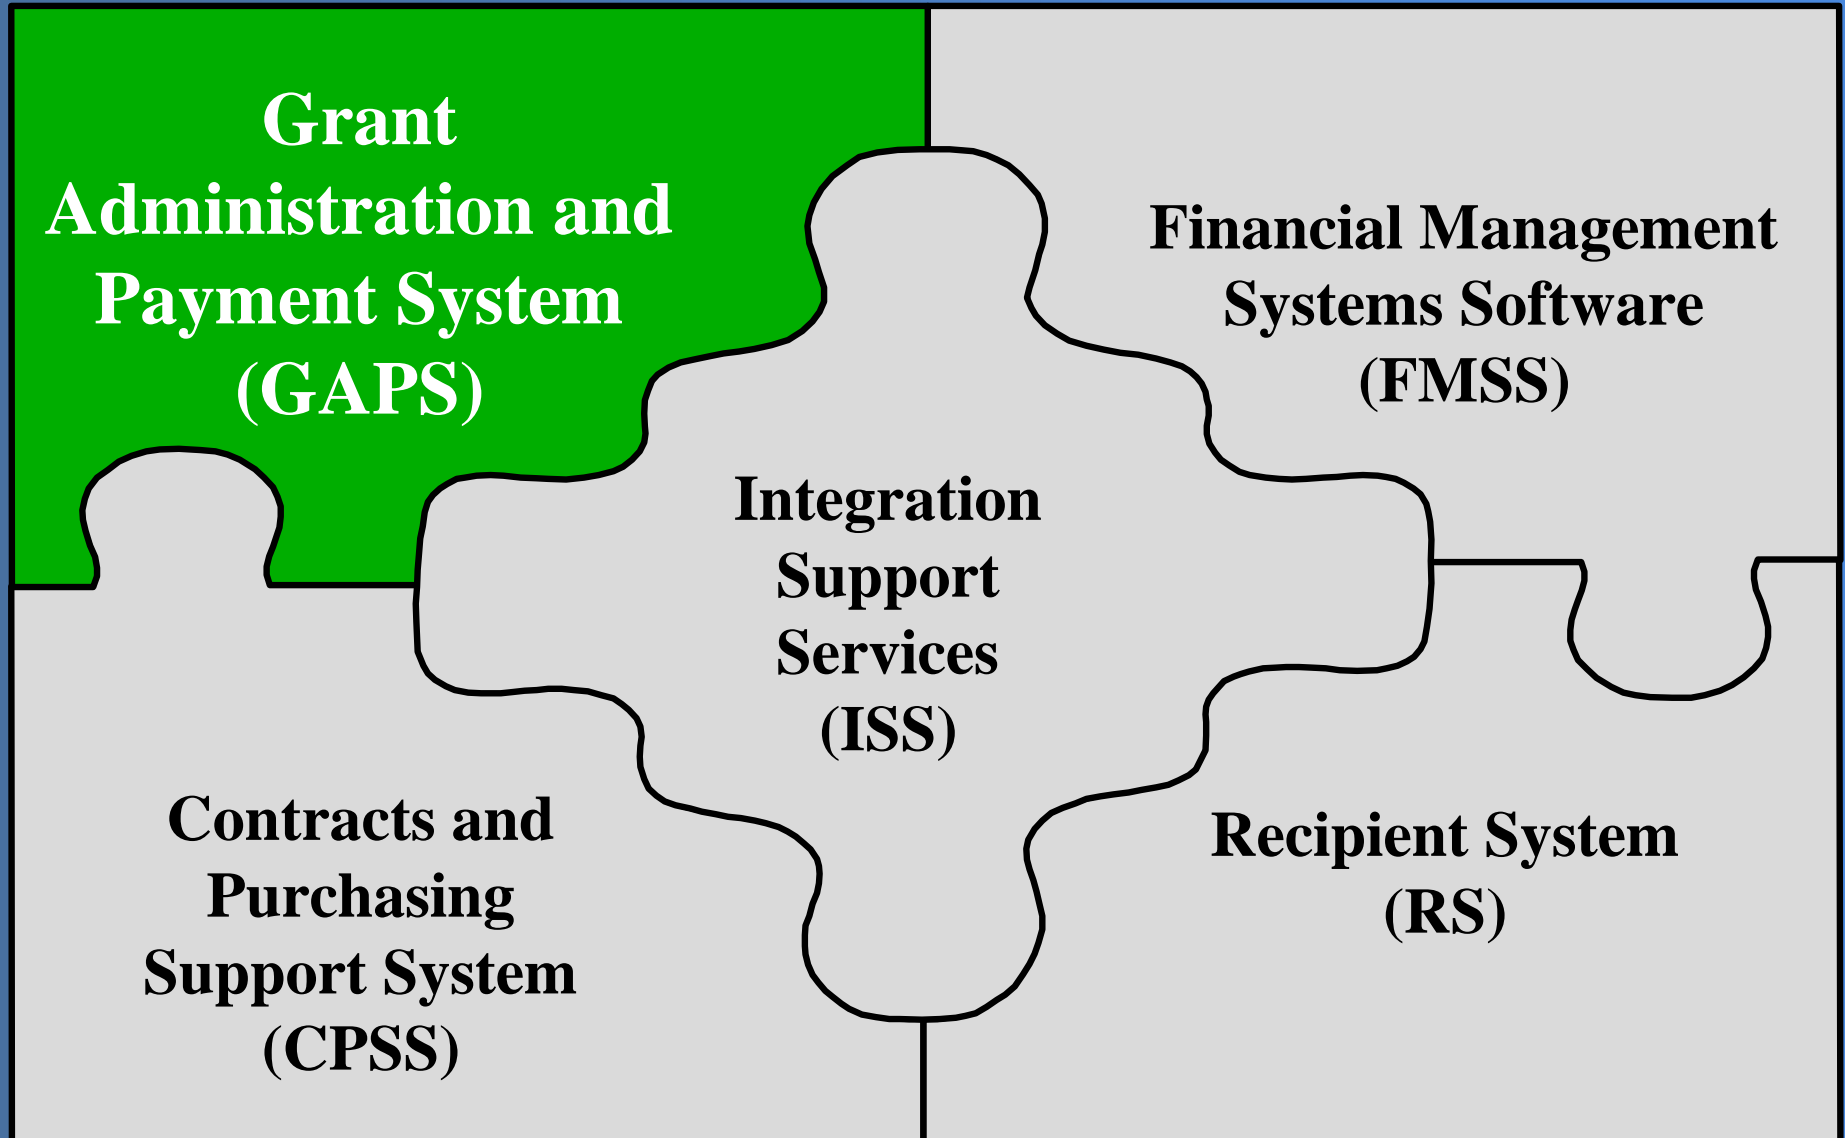 Grant
Administration and
Payment System
(GAPS)
Financial Management
Systems Software
(FMSS)
Integration
Support
Services
(ISS)
Contracts and
Purchasing
Support System
(CPSS)
Recipient System
(RS)